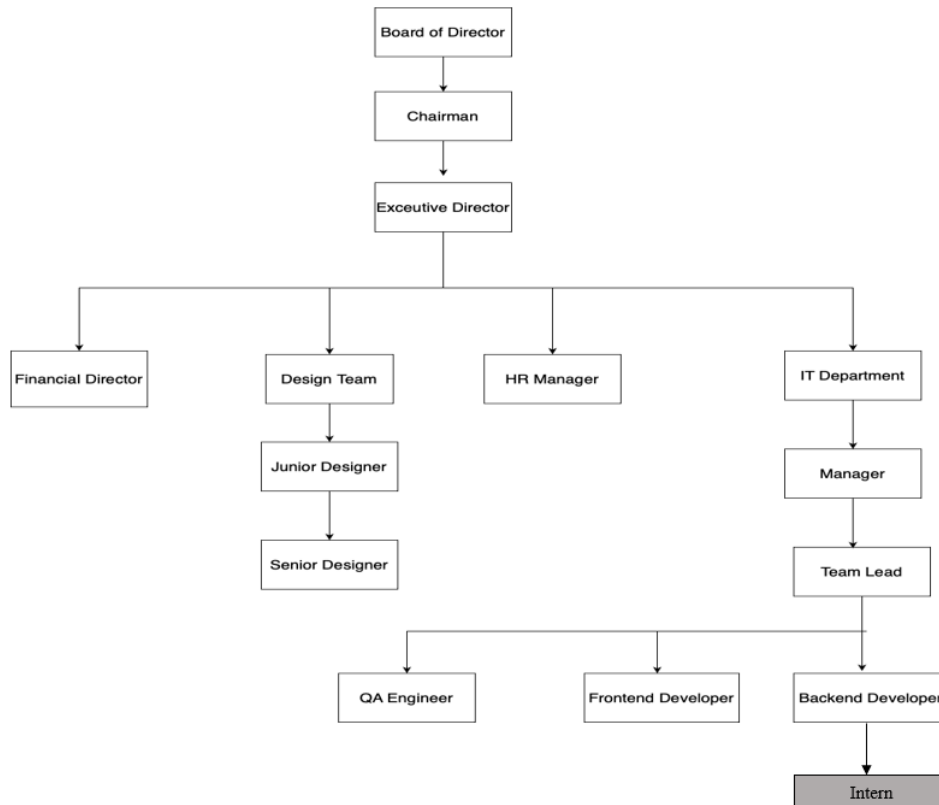 Board of Director
Chairman
Exceutive Director
Financial Director
Design Team
HR Manager
IT Department
Junior Designer
Manager
Senior Designer
Team Lead
QA Engineer
Frontend Developer
Backend Developer
Intern